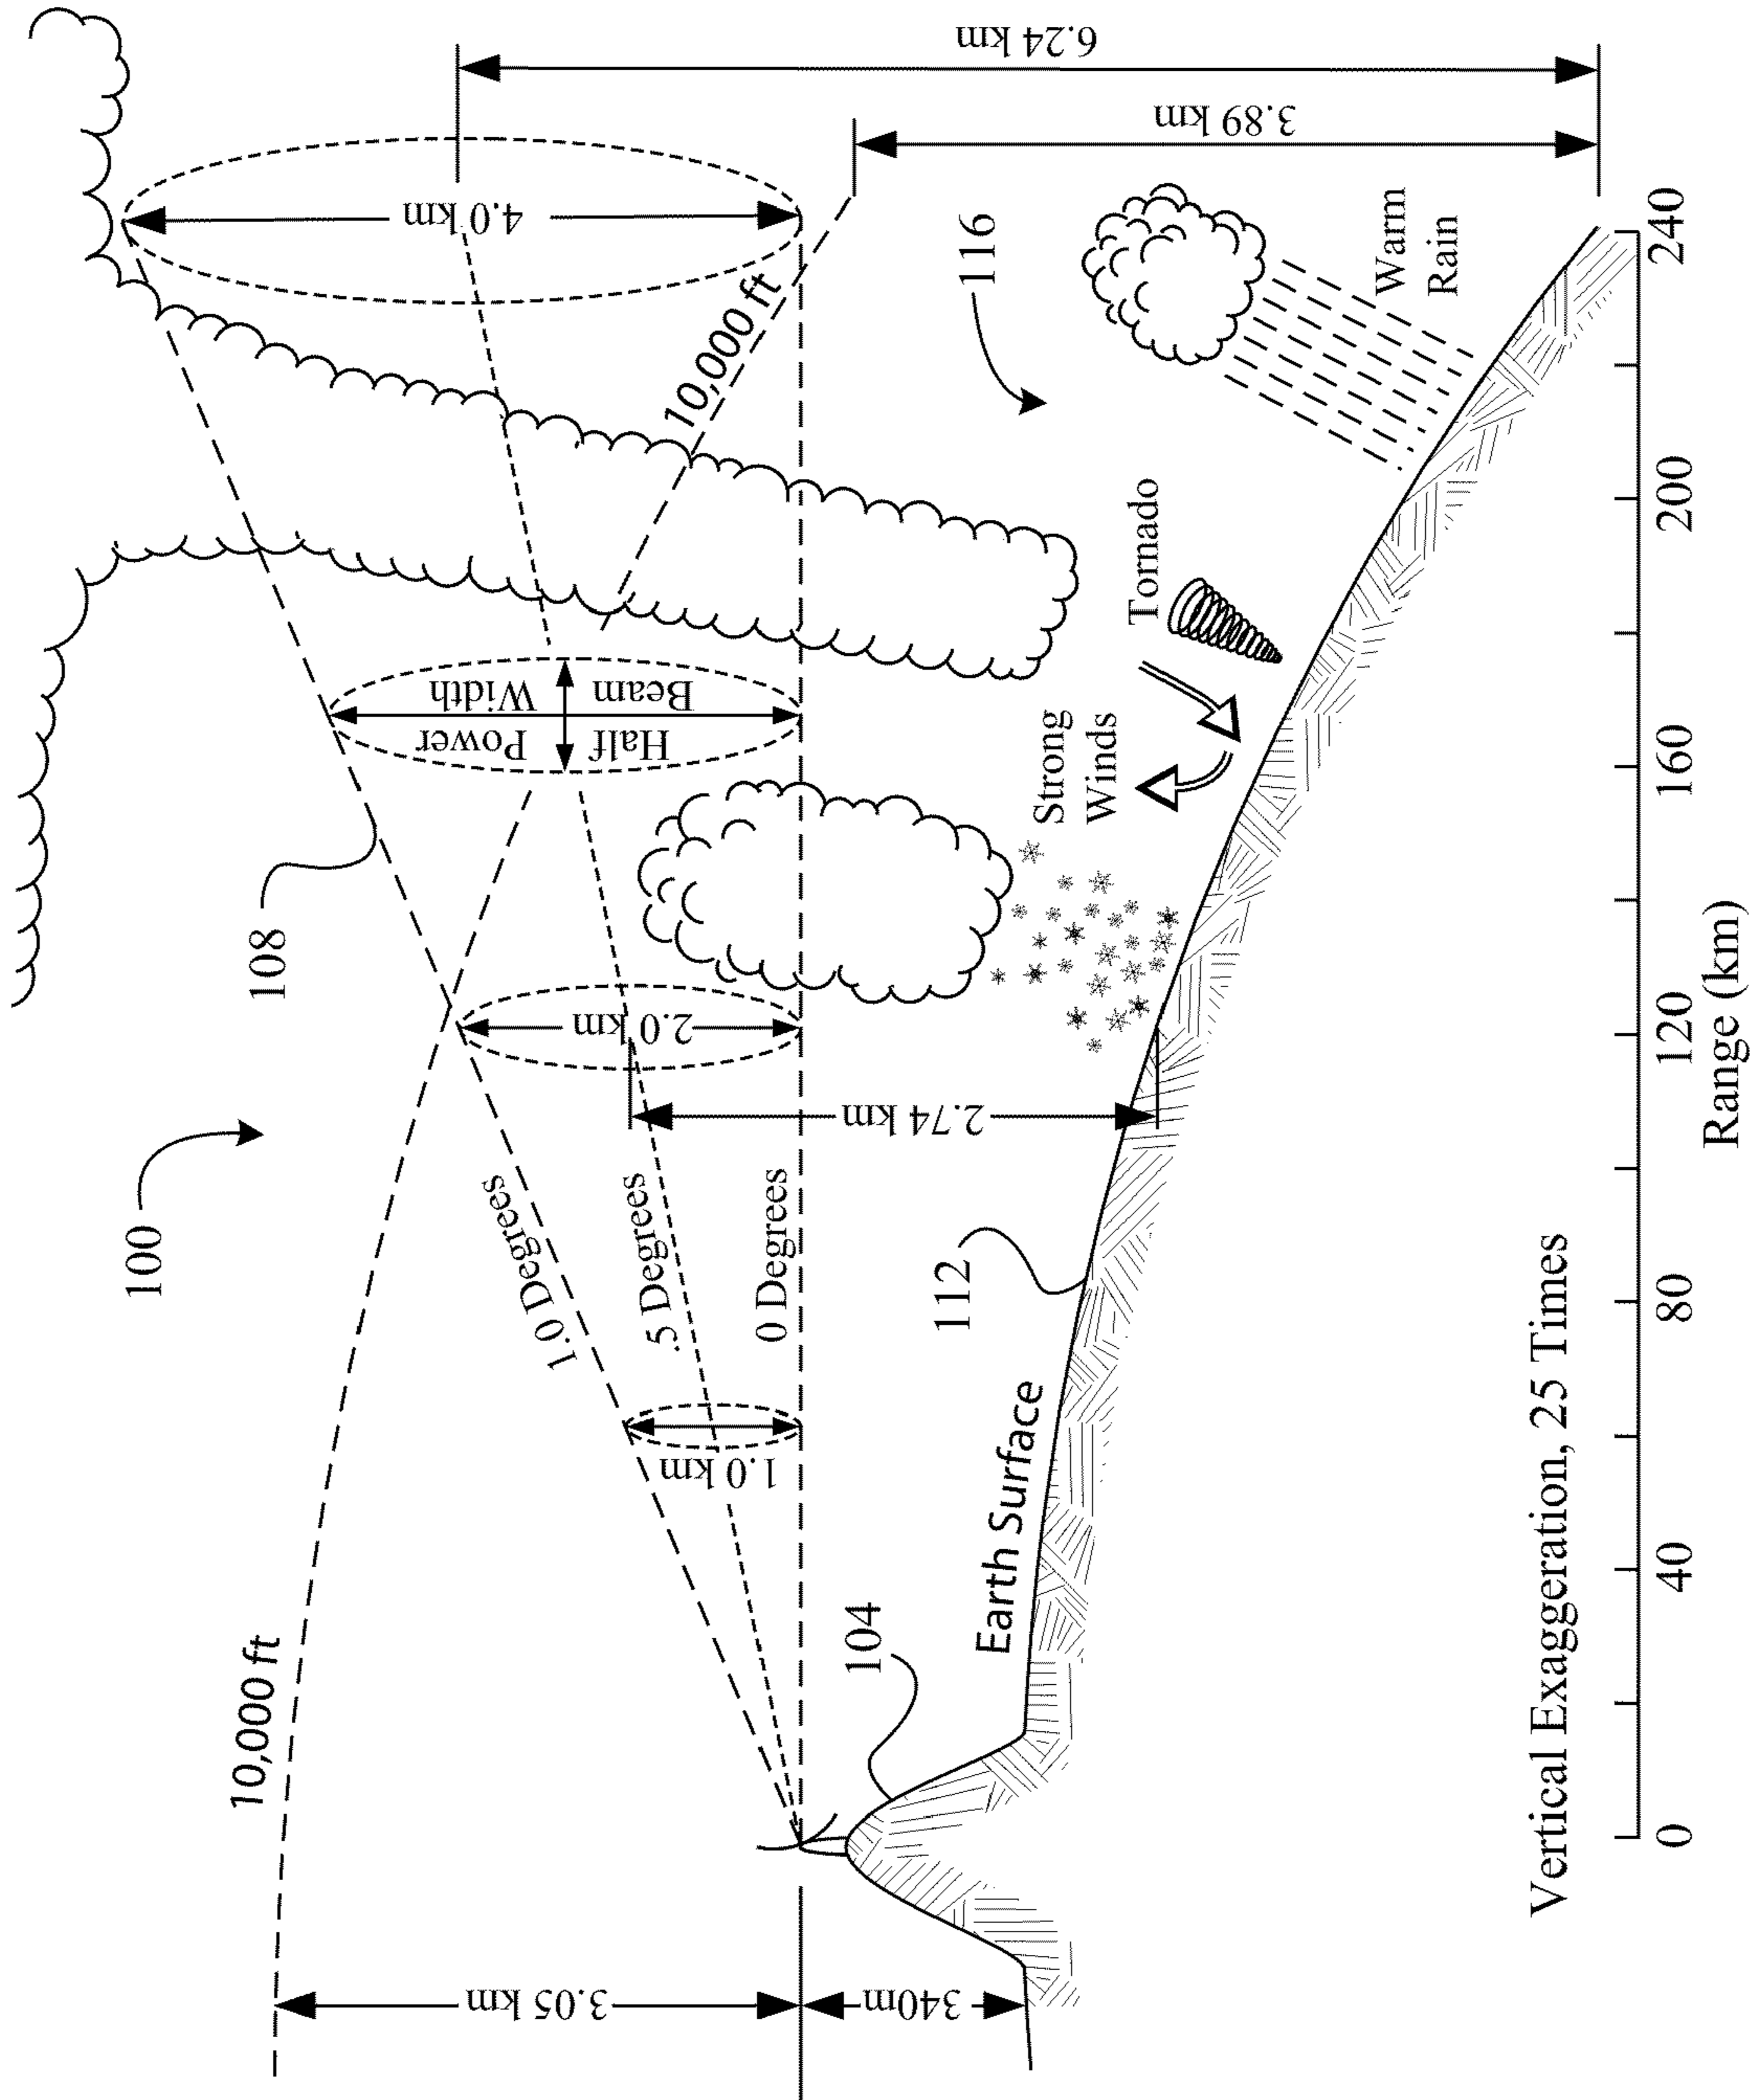 100
108
10,000 ft
3.05 km
340m
104
Earth Surface
112
1.0 Degrees
.5 Degrees
0 Degrees
1.0 km
2.0 km
2.74 km
Half
Power
Beam
Width
4.0 km
10,000 ft
6.24 km
3.89 km
116
Strong
Winds
Tornado
Warm
Rain
Vertical Exaggeration, 25 Times
0
40
80
120
160
200
240
Range (km)